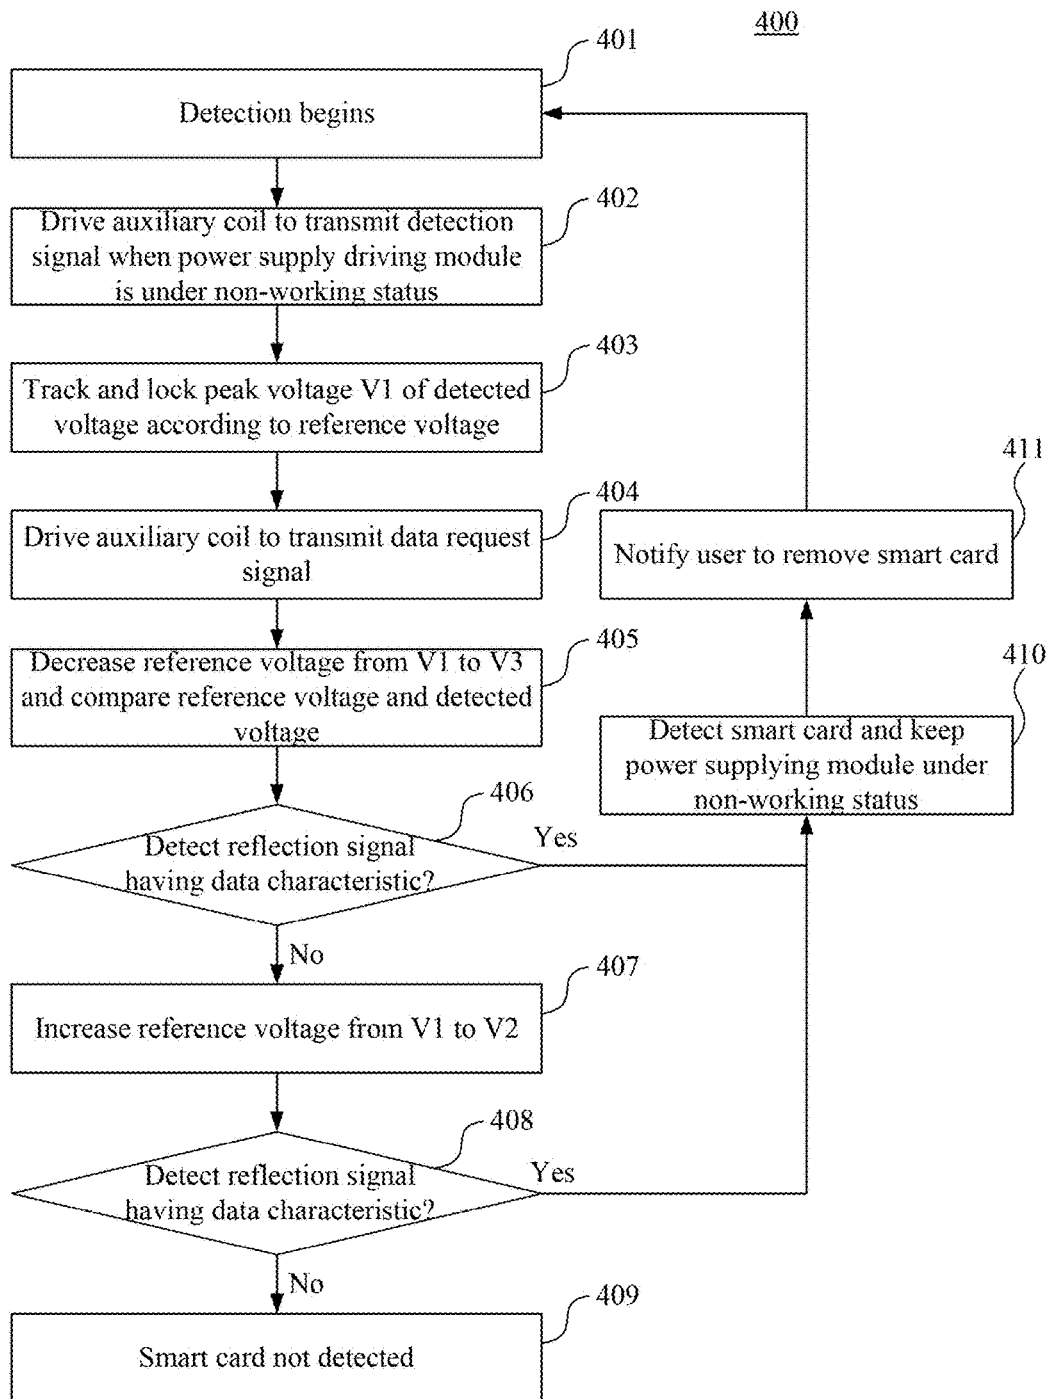 400
401
Detection begins
402
Drive auxiliary coil to transmit detection
signal when power supply driving module
is under non-working status
403
Track and lock peak voltage V1 of detected
voltage according to reference voltage
404
Drive auxiliary coil to transmit data request
signal
405
Decrease reference voltage from V1 to V3
and compare reference voltage and detected
voltage
406
Detect reflection signal
having data characteristic?
Yes
No
407
Increase reference voltage from V1 to V2
408
Detect reflection signal
having data characteristic?
Yes
No
409
Smart card not detected
410
Detect smart card and keep
power supplying module under
non-working status
411
Notify user to remove smart card